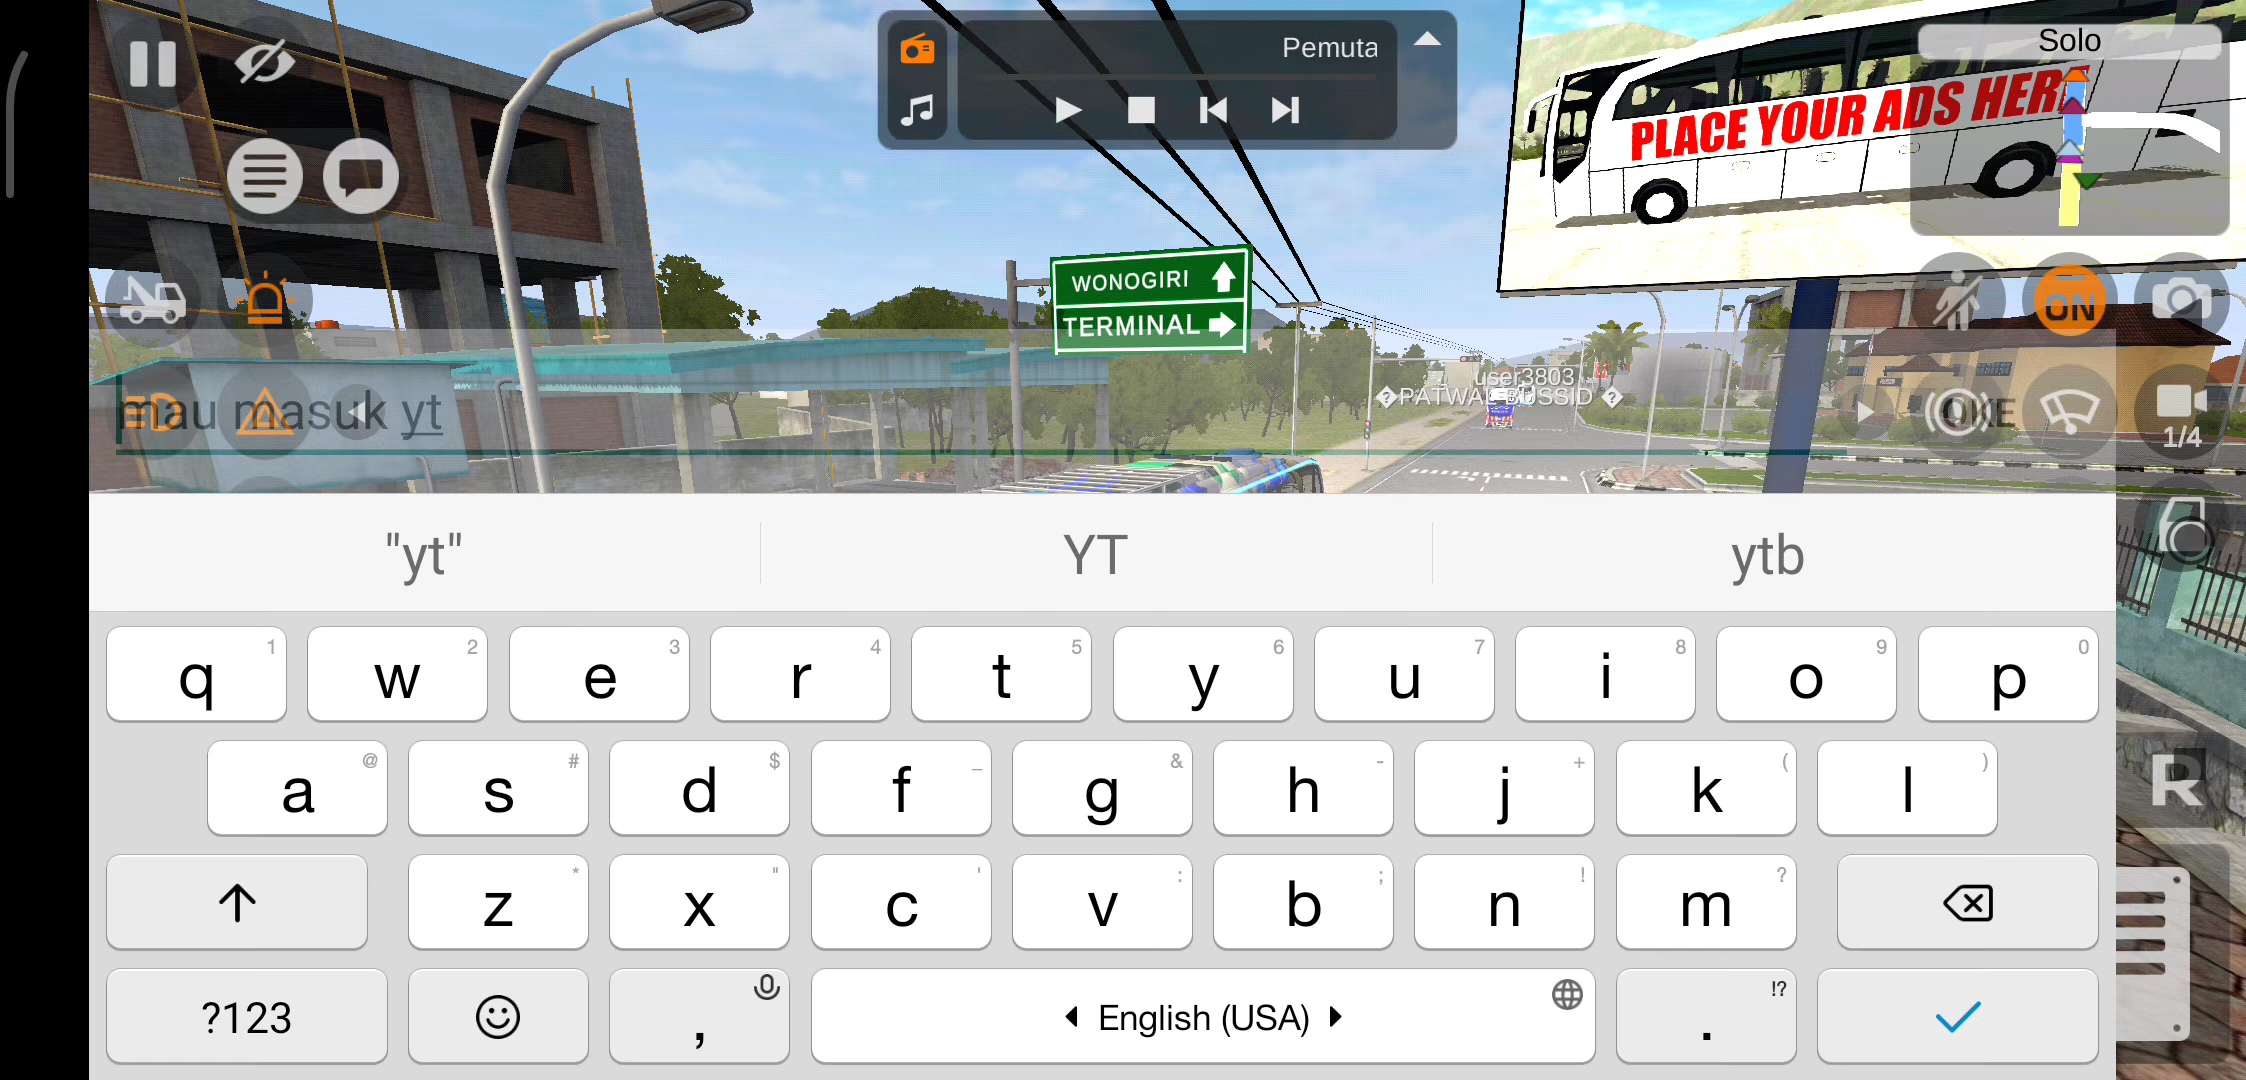 Pemuta
Solo
PLACE YOUR ADS HERE
WONOGIRI
TERMINAL
ON
user3803
�PATWAL BUSSID �
mau masuk yt
OKE
1/4
"yt"
YT
ytb
q 1 w 2 e 3 r 4 t 5 y 6 u 7 i 8 o 9 p 0
a @ s # d $ f _ g & h - j + k ( l )
z * x " c ' v : b ; n ! m ?
?123 , English (USA) . !?
R